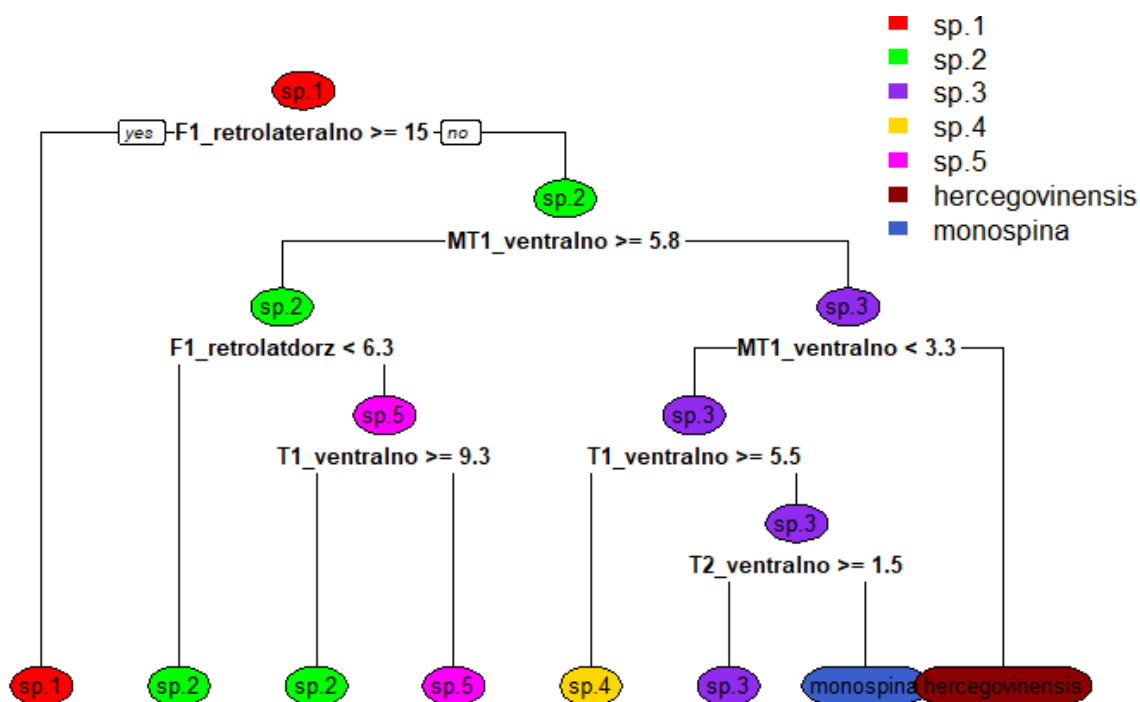 sp.1
sp.2
sp.3
sp.4
sp.5
hercegovinensis
monospina
sp.1
yes F1_retrolateralno >= 15 no
sp.2
MT1_ventralno >= 5.8
sp.2 sp.3
F1_retrolatdorz < 6.3 MT1_ventralno < 3.3
sp.5 sp.3
T1_ventralno >= 9.3 T1_ventralno >= 5.5
sp.3
T2_ventralno >= 1.5
sp.1 sp.2 sp.2 sp.5 sp.4 sp.3 monospina hercegovinensis